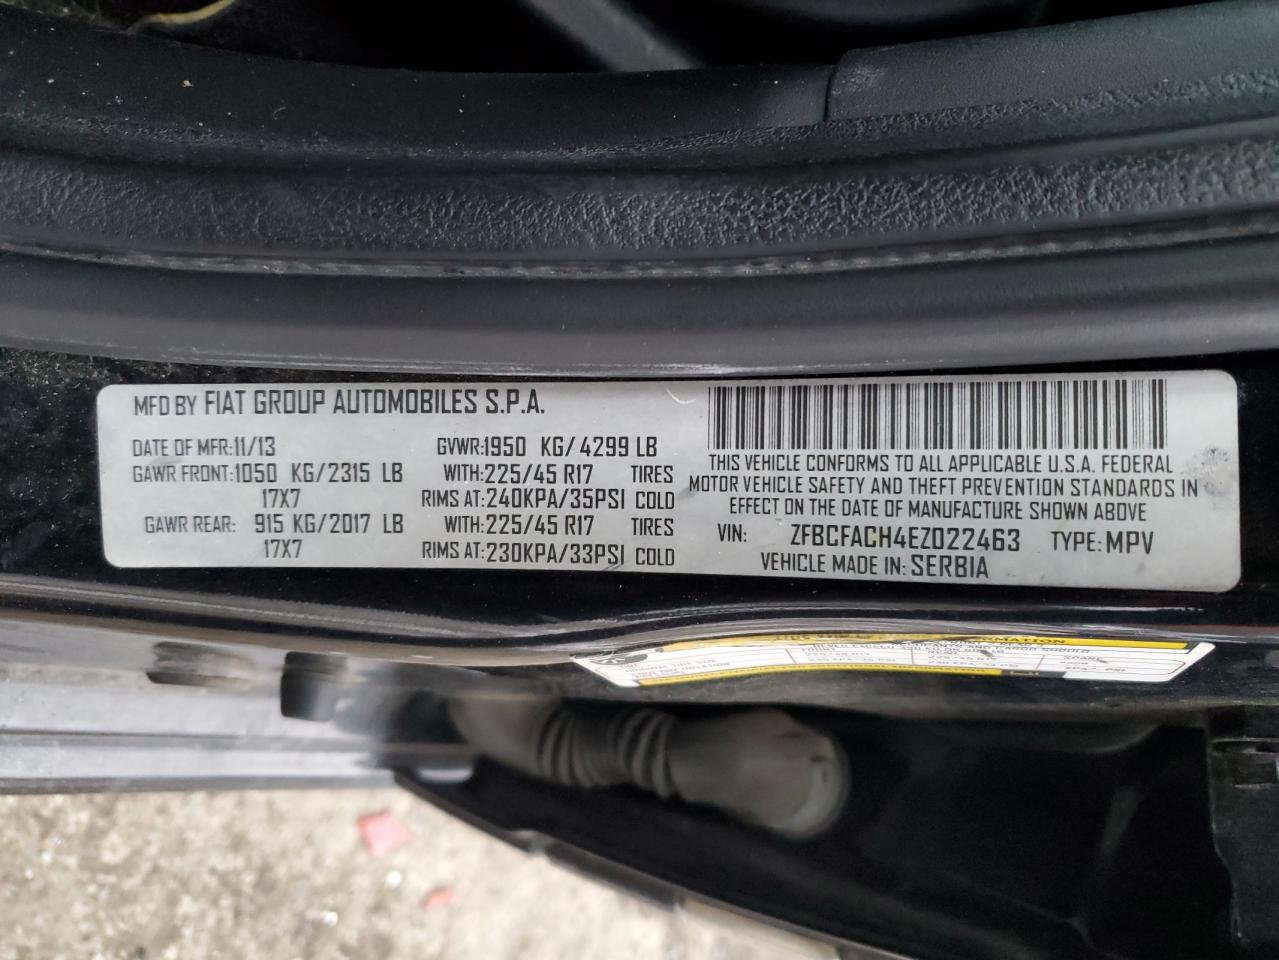 MFD BY FIAT GROUP AUTOMOBILES S.P.A.
DATE OF MFR:11/13 GVWR:1950 KG/4299 LB
GAWR FRONT:1050 KG/2315 LB WITH:225/45 R17 TIRES
17X7 RIMS AT:240KPA/35PSI COLD
GAWR REAR: 915 KG/2017 LB WITH:225/45 R17 TIRES
17X7 RIMS AT:230KPA/33PSI COLD
THIS VEHICLE CONFORMS TO ALL APPLICABLE U.S.A. FEDERAL
MOTOR VEHICLE SAFETY AND THEFT PREVENTION STANDARDS IN
EFFECT ON THE DATE OF MANUFACTURE SHOWN ABOVE
VIN: ZFBCFACH4EZ022463 TYPE:MPV
VEHICLE MADE IN: SERBIA